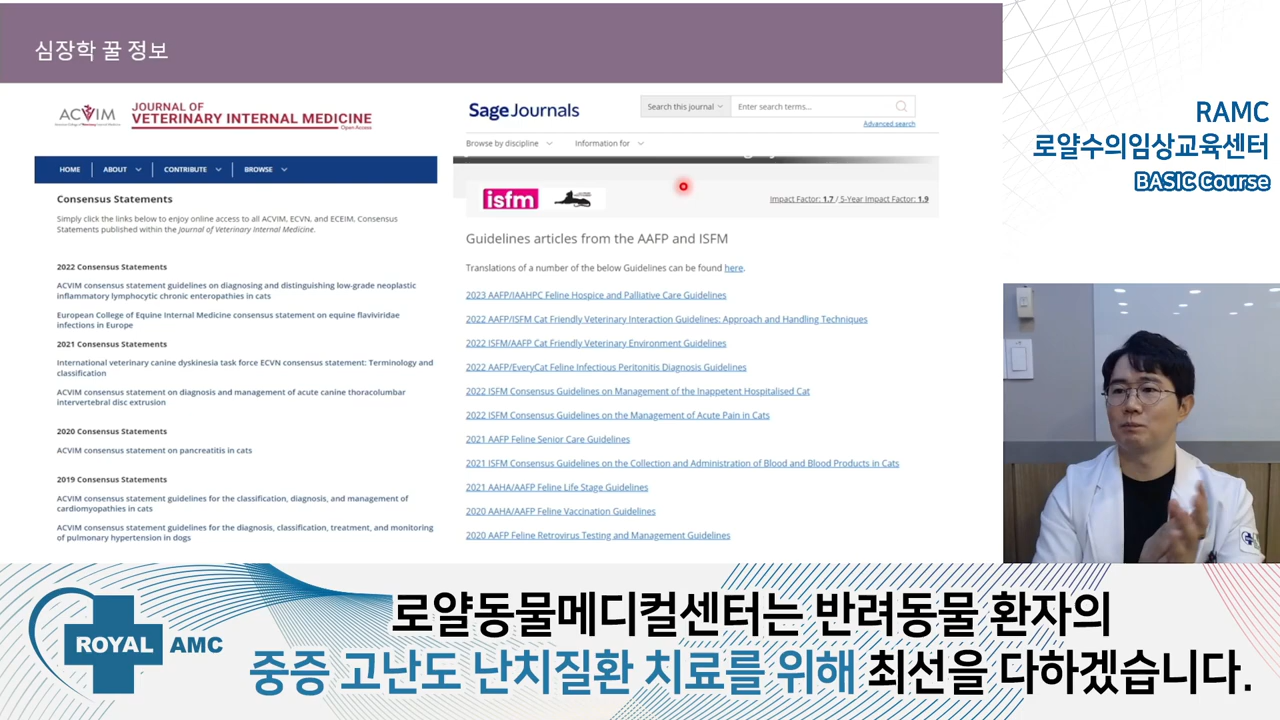 심장학 꿀 정보
ACVIM
JOURNAL OF
VETERINARY INTERNAL MEDICINE
Open Access
HOME
ABOUT
CONTRIBUTE
BROWSE
Consensus Statements
Simply click the links below to enjoy online access to all ACVIM, ECVN, and ECEIM. Consensus
Statements published within the Journal of Veterinary Internal Medicine.
2022 Consensus Statements
ACVIM consensus statement guidelines on diagnosing and distinguishing low-grade neoplastic
inflammatory lymphocytic chronic enteropathies in cats
European College of Equine Internal Medicine consensus statement on equine flaviviridae
infections in Europe
2021 Consensus Statements
International veterinary canine dyskinesia task force ECVN consensus statement: Terminology and
classification
ACVIM consensus statement on diagnosis and management of acute canine thoracolumbar
intervertebral disc extrusion
2020 Consensus Statements
ACVIM consensus statement on pancreatitis in cats
2019 Consensus Statements
ACVIM consensus statement guidelines for the classification, diagnosis, and management of
cardiomyopathies in cats
ACVIM consensus statement guidelines for the diagnosis, classification, treatment, and monitoring
of pulmonary hypertension in dogs
Sage Journals
Search this journal
Enter search terms...
Advanced search
Browse by discipline
Information for
isfm
Impact Factor: 1.7 / 5-Year Impact Factor: 1.9
Guidelines articles from the AAFP and ISFM
Translations of a number of the below Guidelines can be found here.
2023 AAFP/IAAHPC Feline Hospice and Palliative Care Guidelines
2022 AAFP/ISFM Cat Friendly Veterinary Interaction Guidelines: Approach and Handling Techniques
2022 ISFM/AAFP Cat Friendly Veterinary Environment Guidelines
2022 AAFP/EveryCat Feline Infectious Peritonitis Diagnosis Guidelines
2022 ISFM Consensus Guidelines on Management of the Inappetent Hospitalised Cat
2022 ISFM Consensus Guidelines on the Management of Acute Pain in Cats
2021 AAFP Feline Senior Care Guidelines
2021 ISFM Consensus Guidelines on the Collection and Administration of Blood and Blood Products in Cats
2021 AAHA/AAFP Feline Life Stage Guidelines
2020 AAHA/AAFP Feline Vaccination Guidelines
2020 AAFP Feline Retrovirus Testing and Management Guidelines
RAMC
로얄수의임상교육센터
BASIC Course
ROYAL AMC
로얄동물메디컬센터는 반려동물 환자의
중증 고난도 난치질환 치료를 위해 최선을 다하겠습니다.